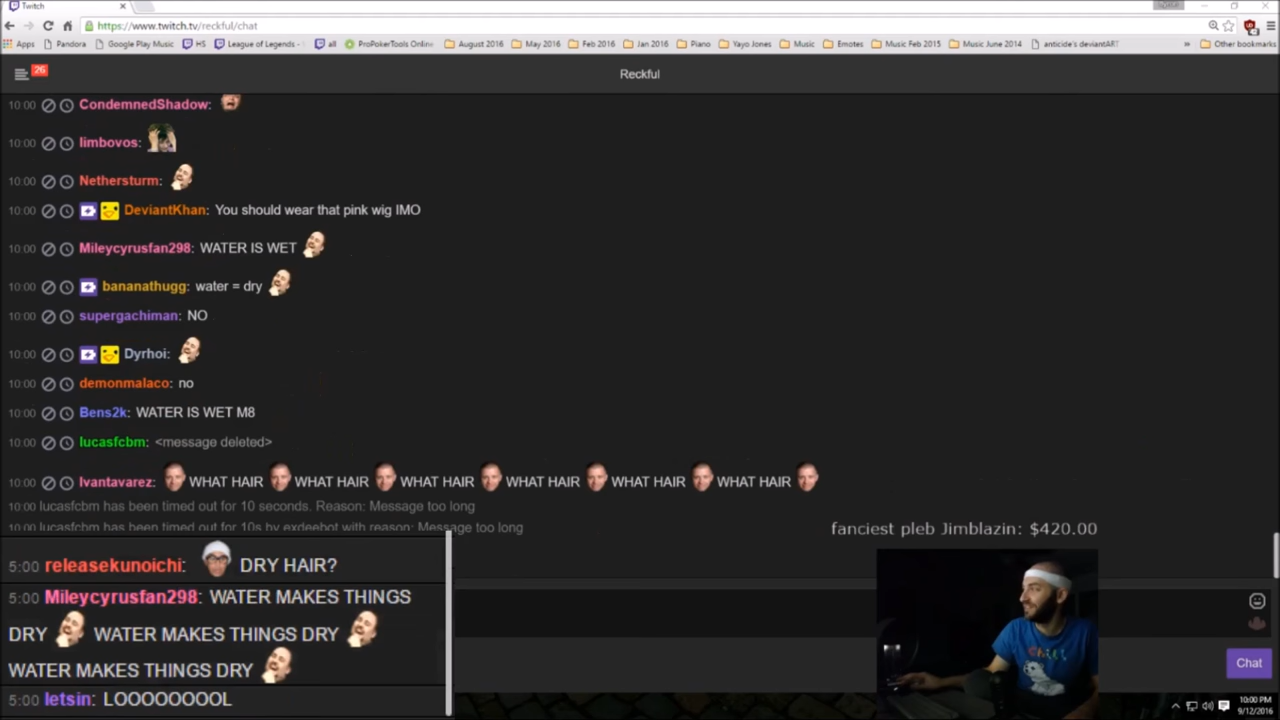 Twitch
https://www.twitch.tv/reckful/chat
Apps Pandora Google Play Music HS League of Legends - all ProPokerTools Onlin August 2016 May 2016 Feb 2016 Jan 2016 Piano Yayo Jones Music Emotes Music Feb 2015 Music June 2014 anticide's deviantART » Other bookmarks
26
Reckful
10:00 CondemnedShadow:
10:00 limbovos:
10:00 Nethersturm:
10:00 DeviantKhan: You should wear that pink wig IMO
10:00 Mileycyrusfan298: WATER IS WET
10:00 bananathugg: water = dry
10:00 supergachiman: NO
10:00 Dyrhoi:
10:00 demonmalaco: no
10:00 Bens2k: WATER IS WET M8
10:00 lucasfcbm: <message deleted>
10:00 Ivantavarez: WHAT HAIR WHAT HAIR WHAT HAIR WHAT HAIR WHAT HAIR WHAT HAIR
10:00 lucasfcbm has been timed out for 10 seconds. Reason: Message too long
10:00 lucasfcbm has been timed out for 10s by exdeebot with reason: Message too long
fanciest pleb Jimblazin: $420.00
5:00 releasekunoichi: DRY HAIR?
5:00 Mileycyrusfan298: WATER MAKES THINGS
DRY WATER MAKES THINGS DRY
WATER MAKES THINGS DRY
5:00 letsin: LOOOOOOOOL
Chat
10:00 PM
9/12/2016